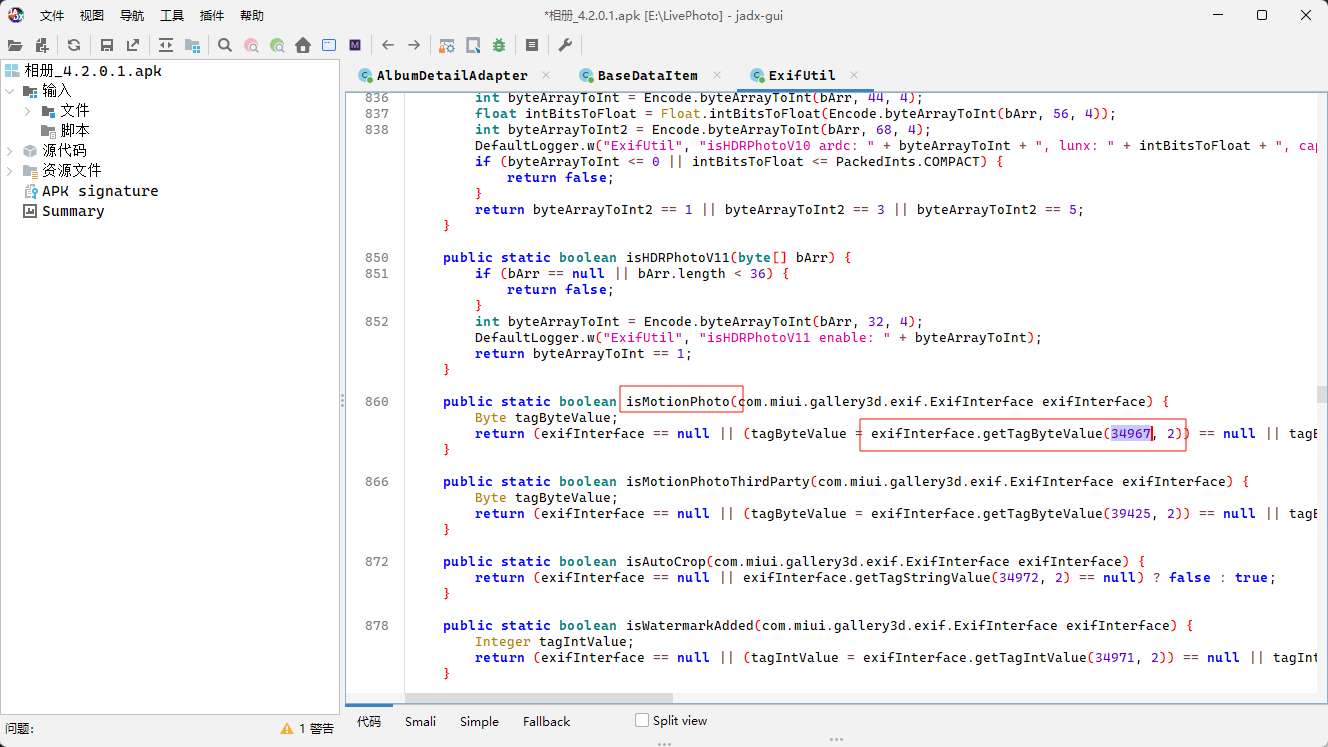 文件 视图 导航 工具 插件 帮助
*相册_4.2.0.1.apk [E:\LivePhoto] - jadx-gui
相册_4.2.0.1.apk
输入
文件
脚本
源代码
资源文件
APK signature
Summary
问题:
1 警告
AlbumDetailAdapter
BaseDataItem
ExifUtil
836 int byteArrayToInt = Encode.byteArrayToInt(bArr, 44, 4);
837 float intBitsToFloat = Float.intBitsToFloat(Encode.byteArrayToInt(bArr, 56, 4));
838 int byteArrayToInt2 = Encode.byteArrayToInt(bArr, 68, 4);
DefaultLogger.w("ExifUtil", "isHDRPhotoV10 ardc: " + byteArrayToInt + ", lunx: " + intBitsToFloat + ", cap
if (byteArrayToInt <= 0 || intBitsToFloat <= PackedInts.COMPACT) {
return false;
}
return byteArrayToInt2 == 1 || byteArrayToInt2 == 3 || byteArrayToInt2 == 5;
}
850 public static boolean isHDRPhotoV11(byte[] bArr) {
851 if (bArr == null || bArr.length < 36) {
return false;
}
852 int byteArrayToInt = Encode.byteArrayToInt(bArr, 32, 4);
DefaultLogger.w("ExifUtil", "isHDRPhotoV11 enable: " + byteArrayToInt);
return byteArrayToInt == 1;
}
860 public static boolean isMotionPhoto(com.miui.gallery3d.exif.ExifInterface exifInterface) {
Byte tagByteValue;
return (exifInterface == null || (tagByteValue = exifInterface.getTagByteValue(34967, 2)) == null || tagB
}
866 public static boolean isMotionPhotoThirdParty(com.miui.gallery3d.exif.ExifInterface exifInterface) {
Byte tagByteValue;
return (exifInterface == null || (tagByteValue = exifInterface.getTagByteValue(39425, 2)) == null || tagB
}
872 public static boolean isAutoCrop(com.miui.gallery3d.exif.ExifInterface exifInterface) {
return (exifInterface == null || exifInterface.getTagStringValue(34972, 2) == null) ? false : true;
}
878 public static boolean isWatermarkAdded(com.miui.gallery3d.exif.ExifInterface exifInterface) {
Integer tagIntValue;
return (exifInterface == null || (tagIntValue = exifInterface.getTagIntValue(34971, 2)) == null || tagInt
}
代码 Smali Simple Fallback Split view